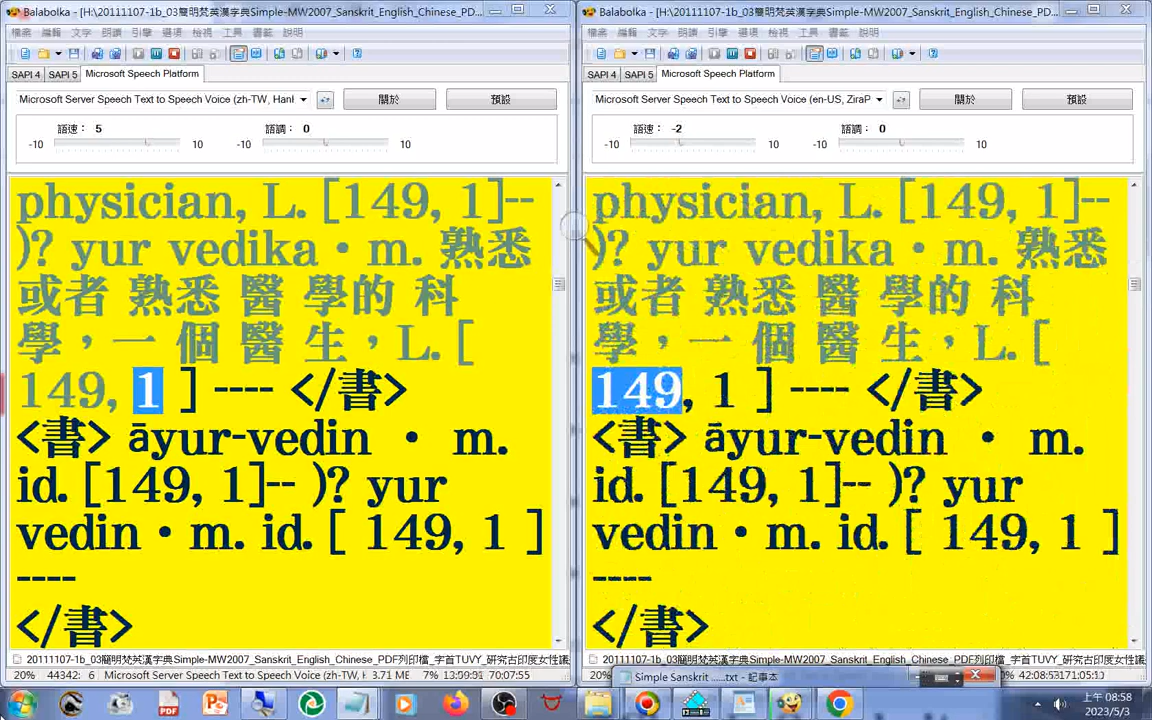 Balabolka - [H:\20111107-1b_03簡明梵英漢字典Simple-MW2007_Sanskrit_English_Chinese_PD...
檔案 編輯 文字 朗讀 引擎 選項 檢視 工具 書籤 說明
SAPI 4 SAPI 5 Microsoft Speech Platform
Microsoft Server Speech Text to Speech Voice (zh-TW, Hanl 關於 預設
語速: 5 語調: 0
-10 10 -10 10
physician, L. [149, 1]--
)? yur vedika • m. 熟悉
或者 熟悉 醫 學的 科
學，一 個 醫 生，L. [
149, 1 ] ---- </書>
<書> āyur-vedin • m.
id. [149, 1]-- )? yur
vedin • m. id. [ 149, 1 ]
----
</書>
20111107-1b_03簡明梵英漢字典Simple-MW2007_Sanskrit_English_Chinese_PDF列印檔_字首TUVY_研究古印度女性議
20% 44342: 6 Microsoft Speech Platform Microsoft Server Speech Text to Speech Voice (zh-TW, H 3.71 ME 7% 13:09:91 70:07:55
Balabolka - [H:\20111107-1b_03簡明梵英漢字典Simple-MW2007_Sanskrit_English_Chinese_PD...
檔案 編輯 文字 朗讀 引擎 選項 檢視 工具 書籤 說明
SAPI 4 SAPI 5 Microsoft Speech Platform
Microsoft Server Speech Text to Speech Voice (en-US, ZiraP 關於 預設
語速: -2 語調: 0
-10 10 -10 10
physician, L. [149, 1]--
)? yur vedika • m. 熟悉
或者 熟悉 醫 學的 科
學，一 個 醫 生，L. [
149, 1 ] ---- </書>
<書> āyur-vedin • m.
id. [149, 1]-- )? yur
vedin • m. id. [ 149, 1 ]
----
</書>
20111107-1b_03簡明梵英漢字典Simple-MW2007_Sanskrit_English_Chinese_PDF列印檔_字首TUVY_研究古印度女性議
20%
Simple Sanskrit ......txt - 記事本
上午 08:58
2023/5/3